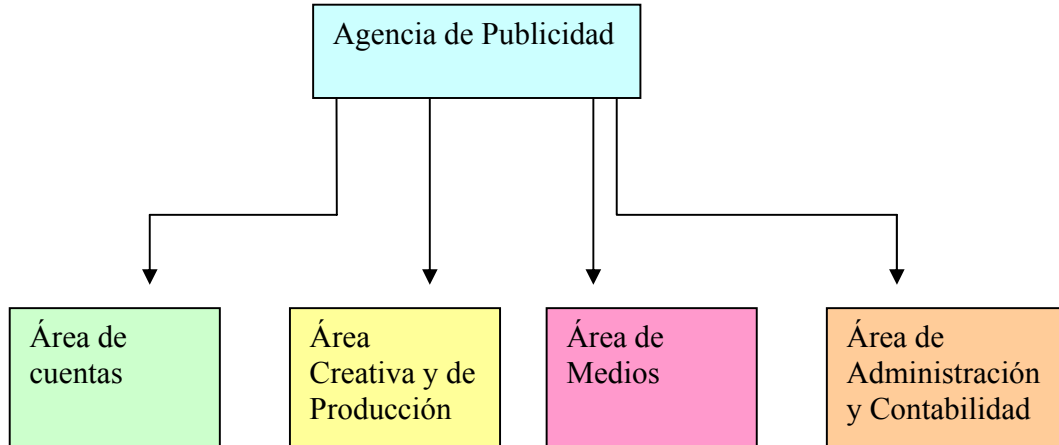 Agencia de Publicidad
Área de
cuentas
Área
Creativa y de
Producción
Área de
Medios
Área de
Administración
y Contabilidad